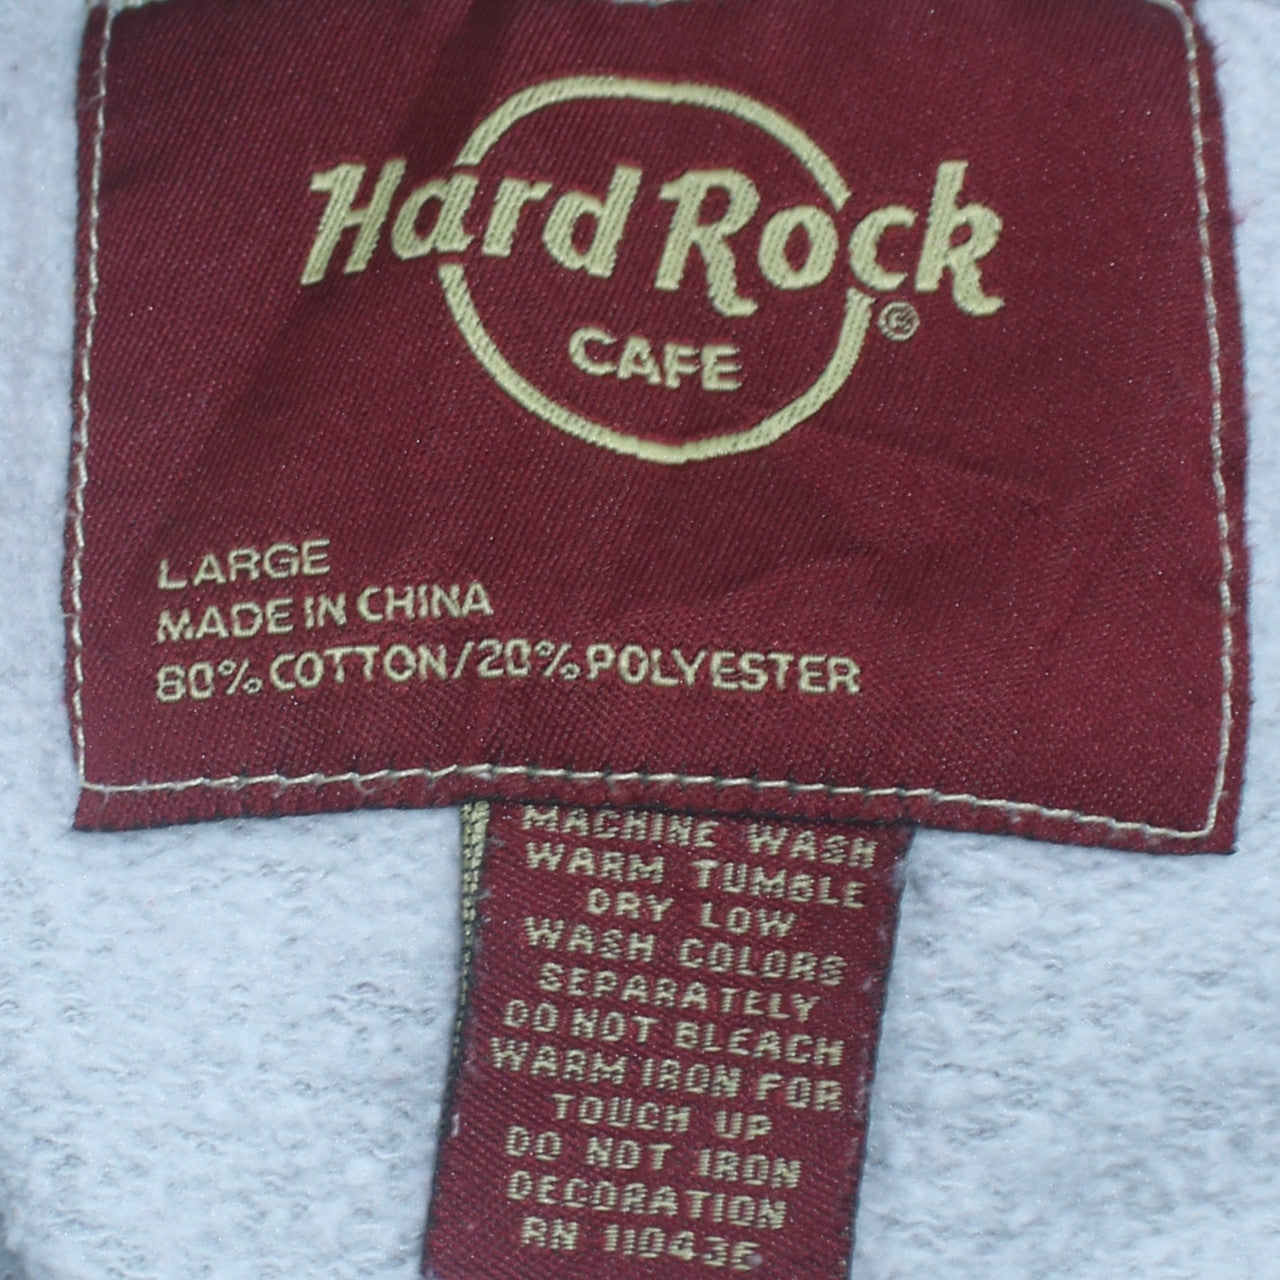 Hard Rock
CAFE
®
LARGE
MADE IN CHINA
80% COTTON/20% POLYESTER
MACHINE WASH
WARM TUMBLE
DRY LOW
WASH COLORS
SEPARATELY
DO NOT BLEACH
WARM IRON FOR
TOUCH UP
DO NOT IRON
DECORATION
RN